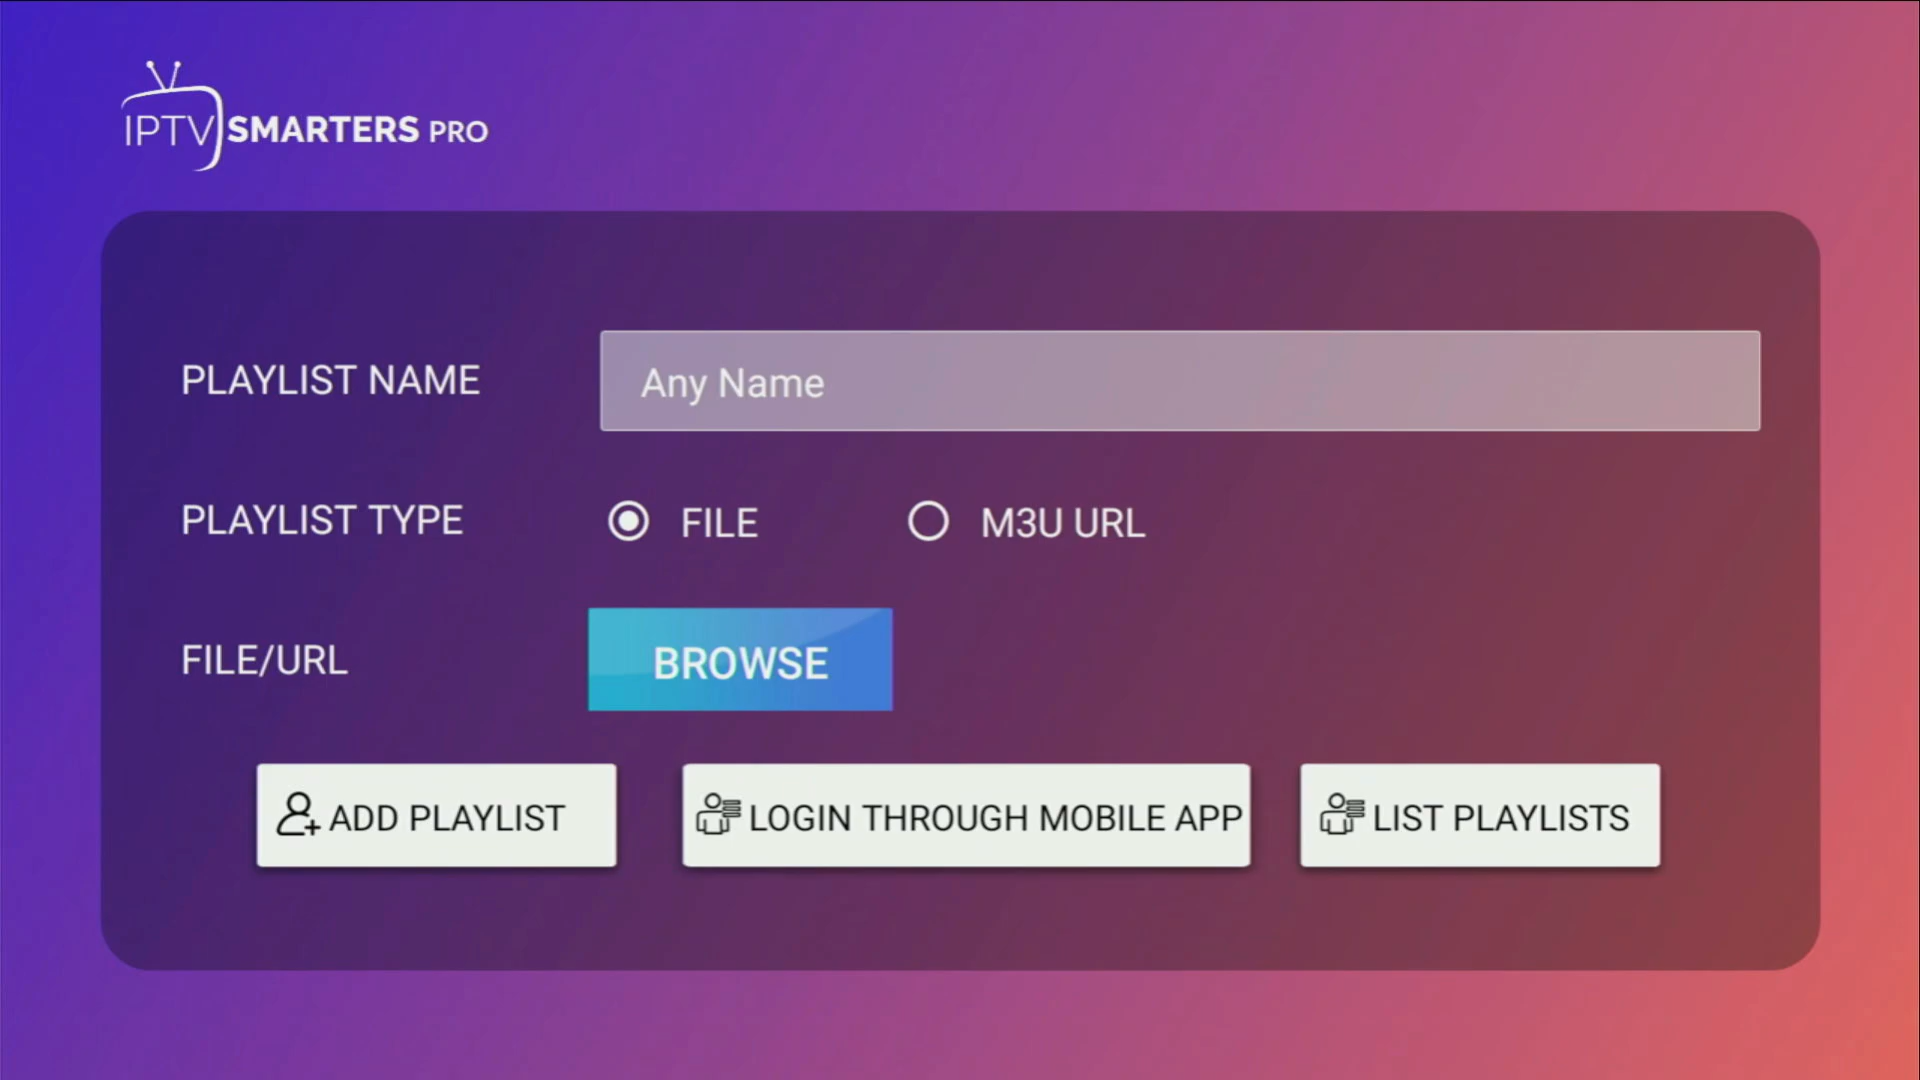 IPTV SMARTERS PRO
PLAYLIST NAME
Any Name
PLAYLIST TYPE
FILE
M3U URL
FILE/URL
BROWSE
ADD PLAYLIST
LOGIN THROUGH MOBILE APP
LIST PLAYLISTS